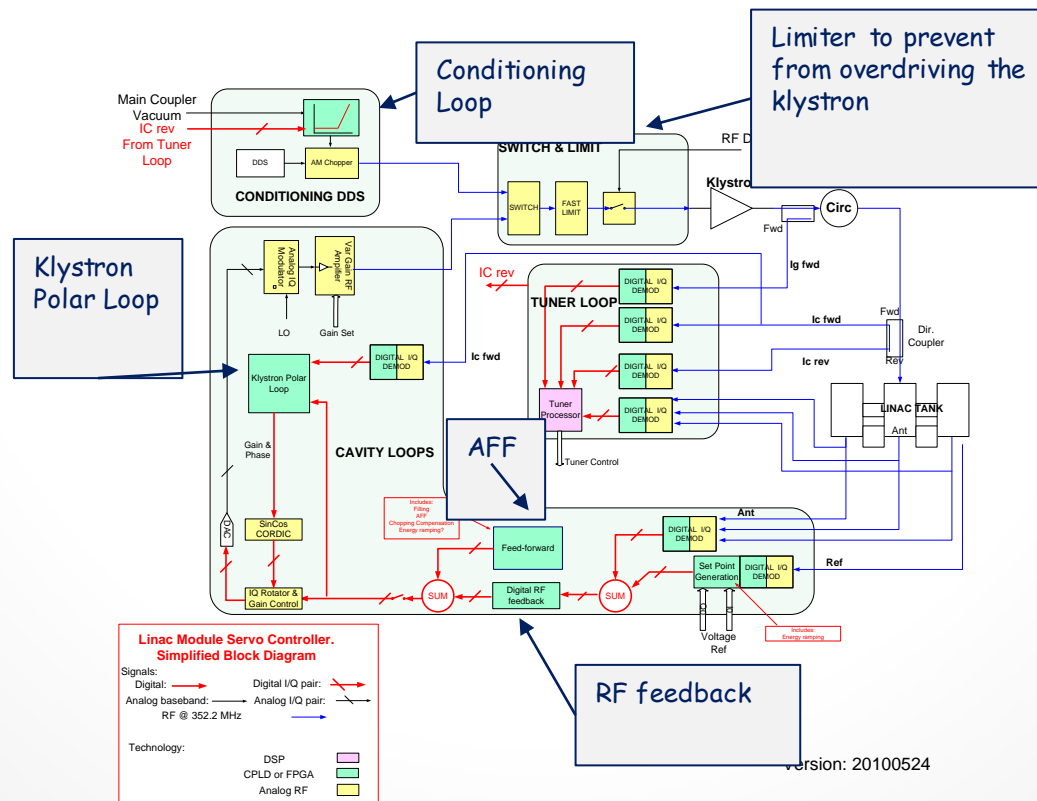 Conditioning
Loop
Limiter to prevent
from overdriving the
klystron
Main Coupler
Vacuum
IC rev
From Tuner
Loop
DDS
AM Chopper
CONDITIONING DDS
SWITCH & LIMIT
RF D
SWITCH
FAST
LIMIT
Klystro
Circ
Fwd
Klystron
Polar Loop
Analog IQ
Modulator
Var Gain RF
Amplifier
LO
Gain Set
IC rev
TUNER LOOP
DIGITAL I/Q
DEMOD
Ig fwd
DIGITAL I/Q
DEMOD
Ic fwd
Fwd
Dir.
Coupler
Rev
DIGITAL I/Q
DEMOD
Ic rev
Tuner
Processor
DIGITAL I/Q
DEMOD
Tuner Control
LINAC TANK
Ant
Klystron Polar
Loop
DIGITAL I/Q
DEMOD
Ic fwd
Gain &
Phase
CAVITY LOOPS
AFF
Includes:
Filling
AFF
Chopping Compensation
Energy ramping?
DAC
SinCos
CORDIC
Feed-forward
Ant
DIGITAL I/Q
DEMOD
Set Point
Generation
DIGITAL I/Q
DEMOD
Ref
IQ Rotator &
Gain Control
SUM
Digital RF
feedback
SUM
Voltage
Ref
Includes:
Energy ramping
RF feedback
Linac Module Servo Controller.
Simplified Block Diagram
Signals:
Digital:
Digital I/Q pair:
Analog baseband:
Analog I/Q pair:
RF @ 352.2 MHz
Technology:
DSP
CPLD or FPGA
Analog RF
version: 20100524